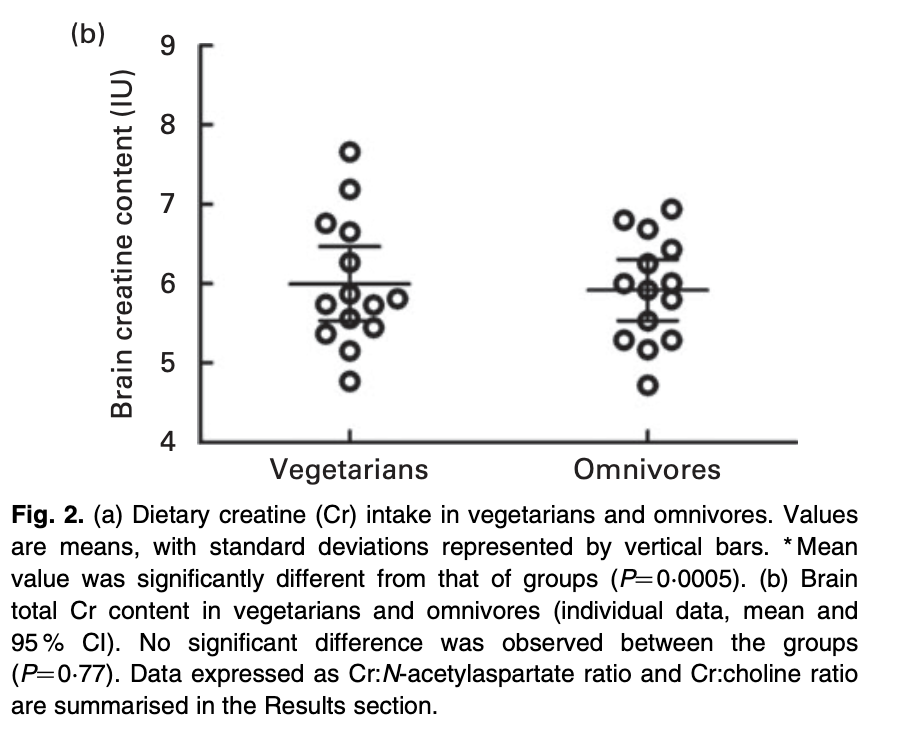 (b)
9
8
7
6
5
4
Brain creatine content (IU)
Vegetarians Omnivores
Fig. 2. (a) Dietary creatine (Cr) intake in vegetarians and omnivores. Values
are means, with standard deviations represented by vertical bars. * Mean
value was significantly different from that of groups (P=0·0005). (b) Brain
total Cr content in vegetarians and omnivores (individual data, mean and
95 % CI). No significant difference was observed between the groups
(P=0·77). Data expressed as Cr:N-acetylaspartate ratio and Cr:choline ratio
are summarised in the Results section.